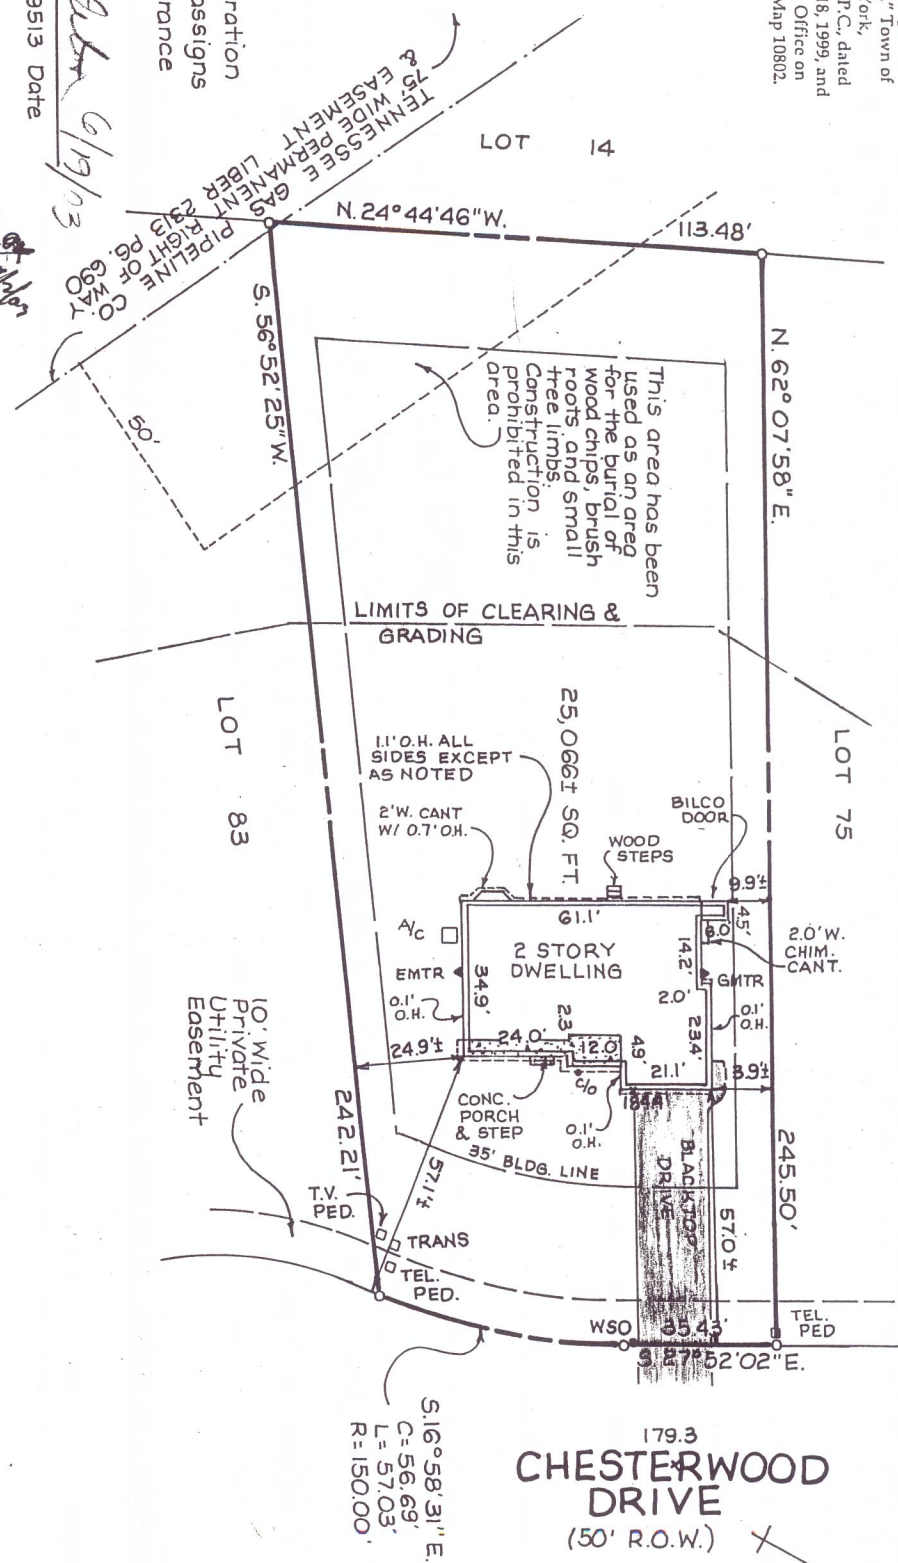 " Town of
ork,
P.C., dated
18, 1999, and
Office on
Map 10802.
ration
assigns
rance
6/19/03
9513 Date
TENNESSEE GAS PIPELINE CO.
75' WIDE PERMANENT RIGHT OF WAY
& EASEMENT LIBER 2313 PG. 690
LOT 14
N. 24°44'46"W. 113.48'
S. 56°52'25"W.
242.21'
N. 62°07'58"E.
245.50'
50'
This area has been
used as an area
for the burial of
wood chips, brush
roots, and small
tree limbs.
Construction is
prohibited in this
area.
LIMITS OF CLEARING &
GRADING
LOT 83
LOT 75
25,066± SQ. FT.
1.1' O.H. ALL
SIDES EXCEPT
AS NOTED
2'W. CANT
W/ 0.7' O.H.
WOOD
STEPS
BILCO
DOOR
9.9'±
4.5'
6.0'
61.1'
2.0' W.
CHIM.
CANT.
A/C
2 STORY
DWELLING
14.2'
GMTR
EMTR
34.9'
2.0'
0.1'
O.H.
0.1'
O.H.
23.4'
2.3
24.0'
12.0'
4.9'
21.1'
24.9'±
C/O
CONC.
PORCH
& STEP
0.1'
O.H.
35' BLDG. LINE
BLACKTOP
DRIVE
57.1'±
57.0'±
10' Wide
Private
Utility
Easement
T.V.
PED.
TRANS
TEL.
PED.
WSO
35.43'
TEL.
PED
52'02"E.
S.16°58'31"E.
C=56.69'
L=57.03'
R=150.00'
179.3
CHESTERWOOD
DRIVE
(50' R.O.W.)